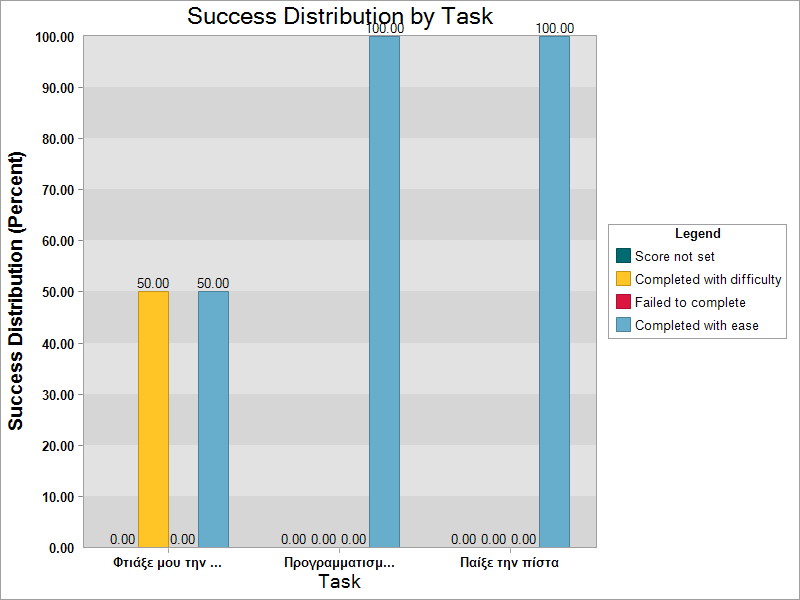 Success Distribution by Task
Success Distribution (Percent)
100.00
90.00
80.00
70.00
60.00
50.00
40.00
30.00
20.00
10.00
0.00
0.00 50.00 0.00 50.00
0.00 0.00 0.00 100.00
0.00 0.00 0.00 100.00
Φτιάξε μου την ...
Προγραμματισμ...
Παίξε την πίστα
Task
Legend
Score not set
Completed with difficulty
Failed to complete
Completed with ease